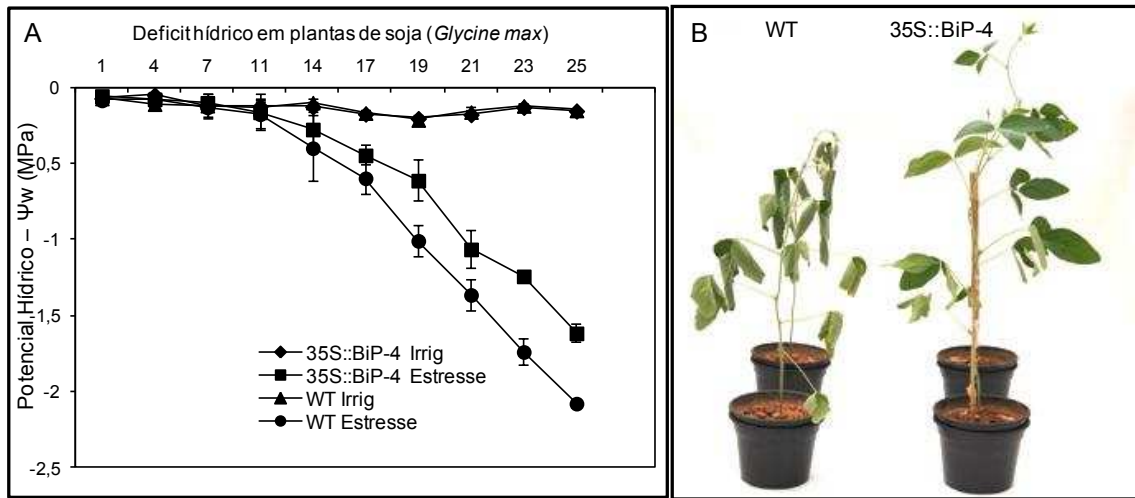 A
Deficit hídrico em plantas de soja (Glycine max)
1 4 7 11 14 17 19 21 23 25
0
-0,5
-1
-1,5
-2
-2,5
Potencial Hídrico – Ψw (MPa)
35S::BiP-4 Irrig
35S::BiP-4 Estresse
WT Irrig
WT Estresse
B
WT 35S::BiP-4